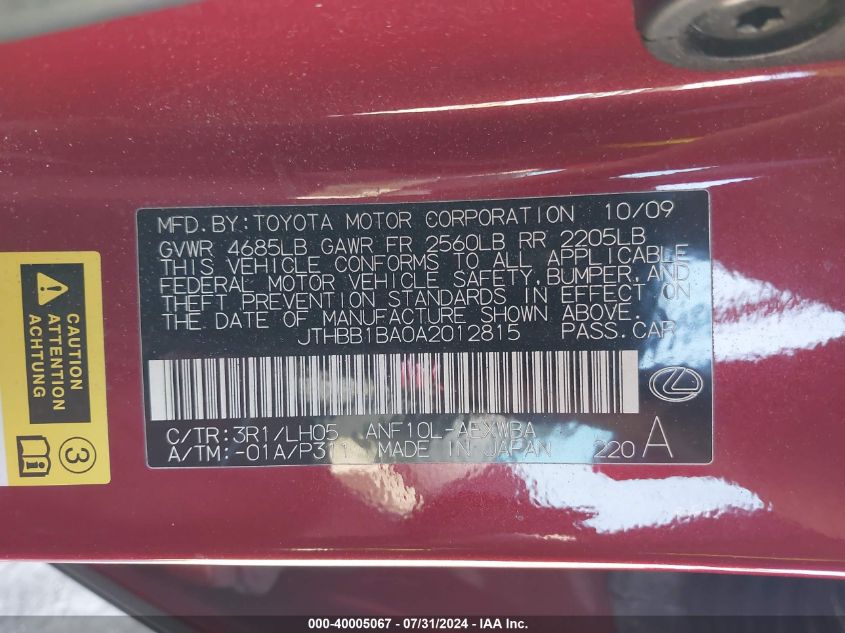 CAUTION
ATTENTION
ACHTUNG
3
MFD.BY:TOYOTA MOTOR CORPORATION 10/09
GVWR 4685LB GAWR FR 2560LB RR 2205LB
THIS VEHICLE CONFORMS TO ALL APPLICABLE
FEDERAL MOTOR VEHICLE SAFETY,BUMPER,AND
THEFT PREVENTION STANDARDS IN EFFECT ON
THE DATE OF MANUFACTURE SHOWN ABOVE.
JTHBB1BA0A2012815 PASS.CAR
C/TR:3R1/LH05 ANF10L-AEXWBA
A/TM:-01A/P311 MADE IN JAPAN 220 A
000-40005067 - 07/31/2024 - IAA Inc.